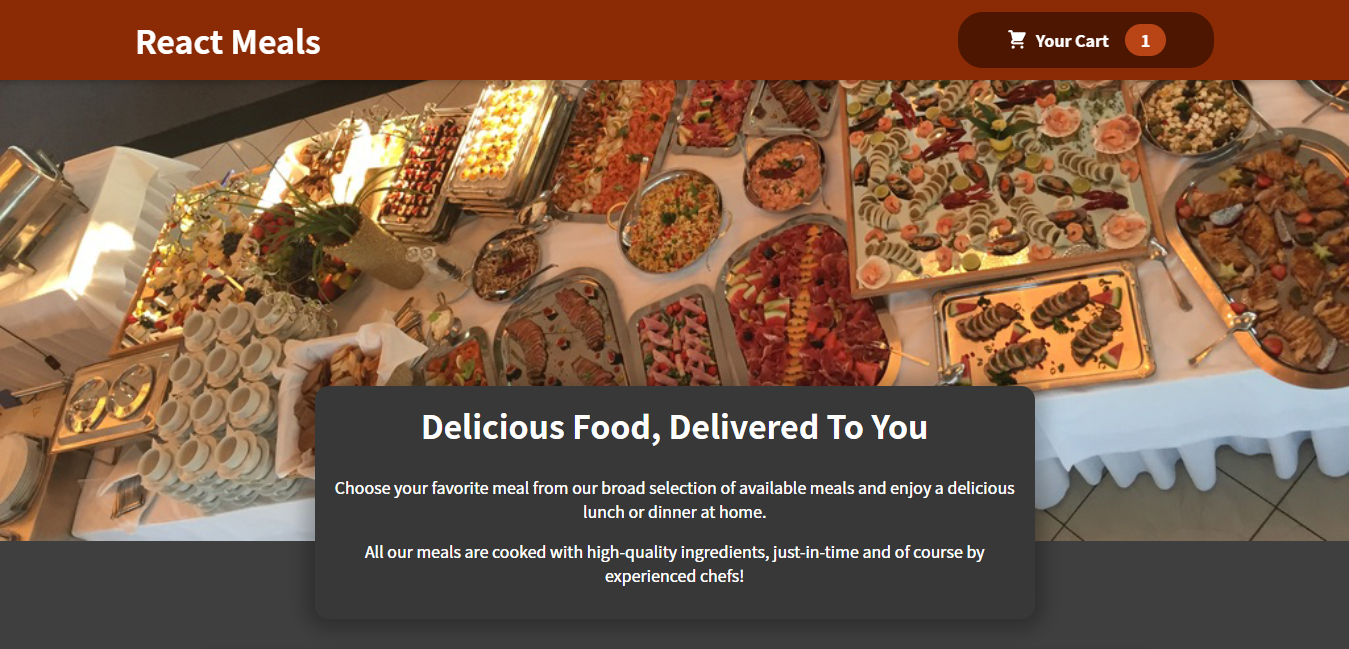 React Meals
Your Cart 1
Delicious Food, Delivered To You
Choose your favorite meal from our broad selection of available meals and enjoy a delicious
lunch or dinner at home.
All our meals are cooked with high-quality ingredients, just-in-time and of course by
experienced chefs!